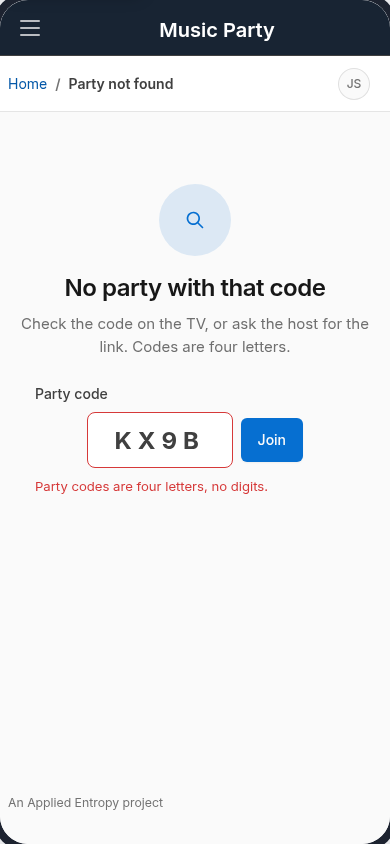 Music Party
Home / Party not found
JS
No party with that code
Check the code on the TV, or ask the host for the
link. Codes are four letters.
Party code
KX9B
Join
Party codes are four letters, no digits.
An Applied Entropy project